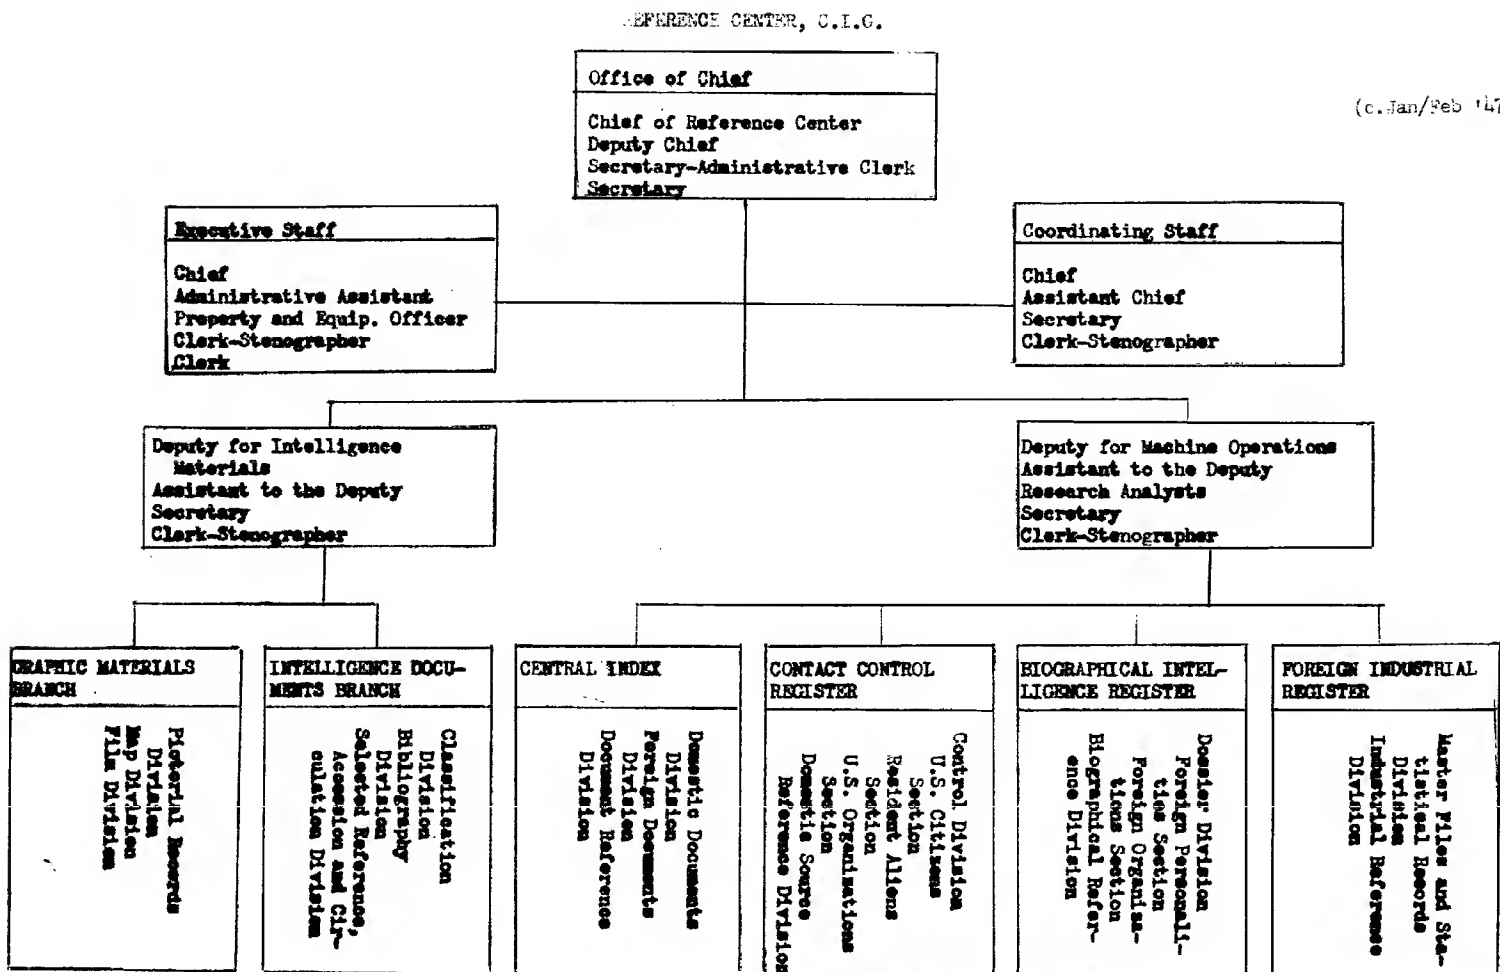 REFERENCE CENTER, C.I.G.
(c.Jan/Feb '47
Office of Chief
Chief of Reference Center
Deputy Chief
Secretary-Administrative Clerk
Secretary
Executive Staff
Chief
Administrative Assistant
Property and Equip. Officer
Clerk-Stenographer
Clerk
Coordinating Staff
Chief
Assistant Chief
Secretary
Clerk-Stenographer
Deputy for Intelligence
Materials
Assistant to the Deputy
Secretary
Clerk-Stenographer
Deputy for Machine Operations
Assistant to the Deputy
Research Analysts
Secretary
Clerk-Stenographer
GRAPHIC MATERIALS
BRANCH
Pictorial Records
Division
Map Division
Film Division
INTELLIGENCE DOCU-
MENTS BRANCH
Classification
Division
Bibliography
Division
Selected Reference,
Accession and Cir-
culation Division
CENTRAL INDEX
Domestic Documents
Division
Foreign Documents
Division
Document Reference
Division
CONTACT CONTROL
REGISTER
Control Division
U.S. Citizens
Section
Resident Aliens
Section
U.S. Organizations
Section
Domestic Source
Reference Division
BIOGRAPHICAL INTEL-
LIGENCE REGISTER
Dossier Division
Foreign Personali-
ties Section
Foreign Organiza-
tions Section
Biographical Refer-
ence Division
FOREIGN INDUSTRIAL
REGISTER
Master Files and Sta-
tistical Records
Division
Industrial Reference
Division